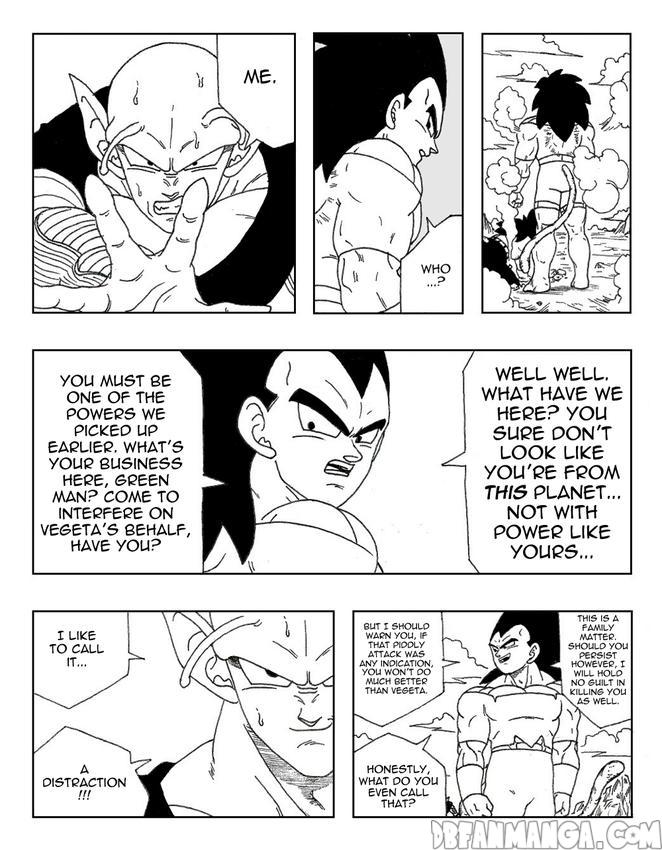 WHO
...?
ME.
WELL WELL.
WHAT HAVE WE
HERE? YOU
SURE DON'T
LOOK LIKE
YOU'RE FROM
THIS PLANET...
NOT WITH
POWER LIKE
YOURS...
YOU MUST BE
ONE OF THE
POWERS WE
PICKED UP
EARLIER. WHAT'S
YOUR BUSINESS
HERE, GREEN
MAN? COME TO
INTERFERE ON
VEGETA'S BEHALF,
HAVE YOU?
THIS IS A
FAMILY
MATTER.
SHOULD YOU
PERSIST
HOWEVER, I
WILL HOLD
NO GUILT IN
KILLING YOU
AS WELL.
BUT I SHOULD
WARN YOU, IF
THAT PIDDLY
ATTACK WAS
ANY INDICATION,
YOU WON'T DO
MUCH BETTER
THAN VEGETA.
HONESTLY,
WHAT DO YOU
EVEN CALL
THAT?
I LIKE
TO CALL
IT...
A
DISTRACTION
!!!
DBFANMANGA.COM